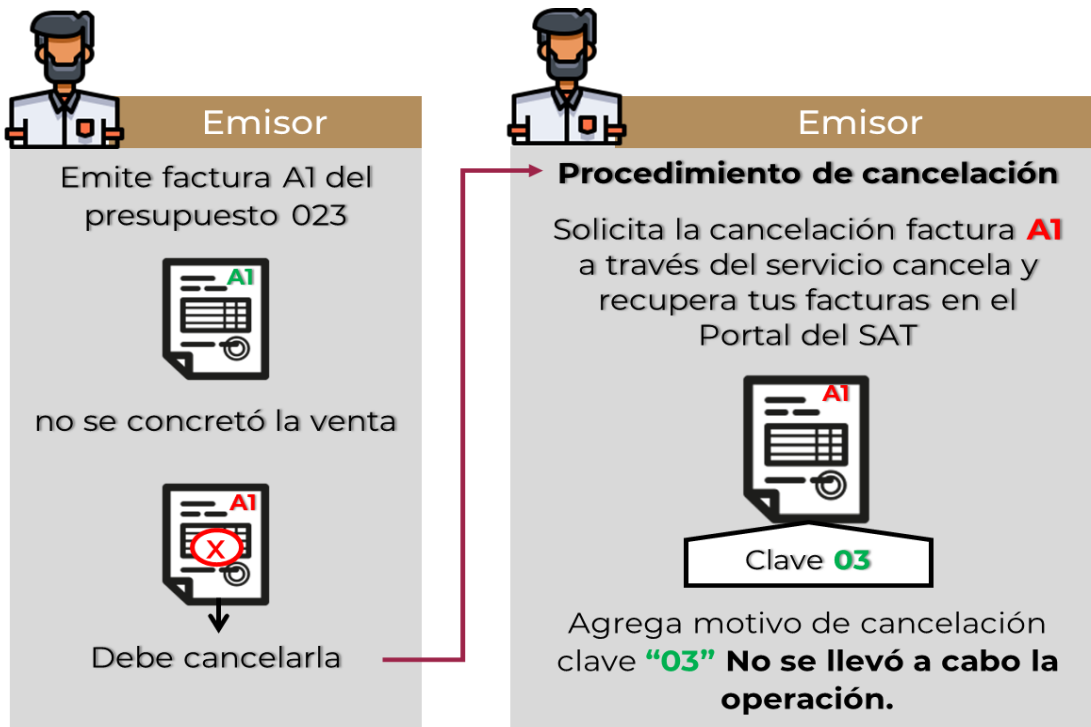 Emisor
Emite factura A1 del
presupuesto 023
A1
no se concretó la venta
A1
X
Debe cancelarla
Emisor
Procedimiento de cancelación
Solicita la cancelación factura A1
a través del servicio cancela y
recupera tus facturas en el
Portal del SAT
A1
Clave 03
Agrega motivo de cancelación
clave “03” No se llevó a cabo la
operación.